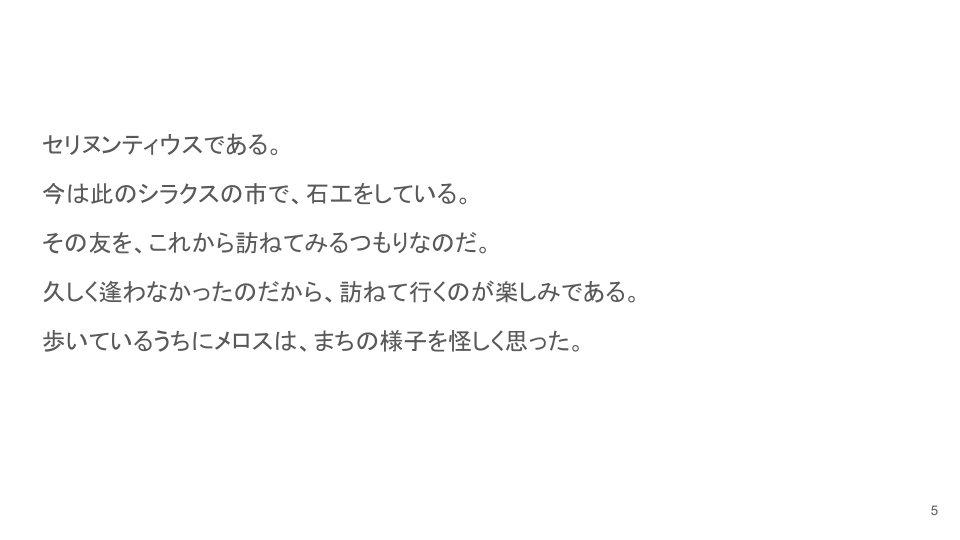 セリヌンティウスである。
今は此のシラクスの市で、石工をしている。
その友を、これから訪ねてみるつもりなのだ。
久しく逢わなかったのだから、訪ねて行くのが楽しみである。
歩いているうちにメロスは、まちの様子を怪しく思った。
5